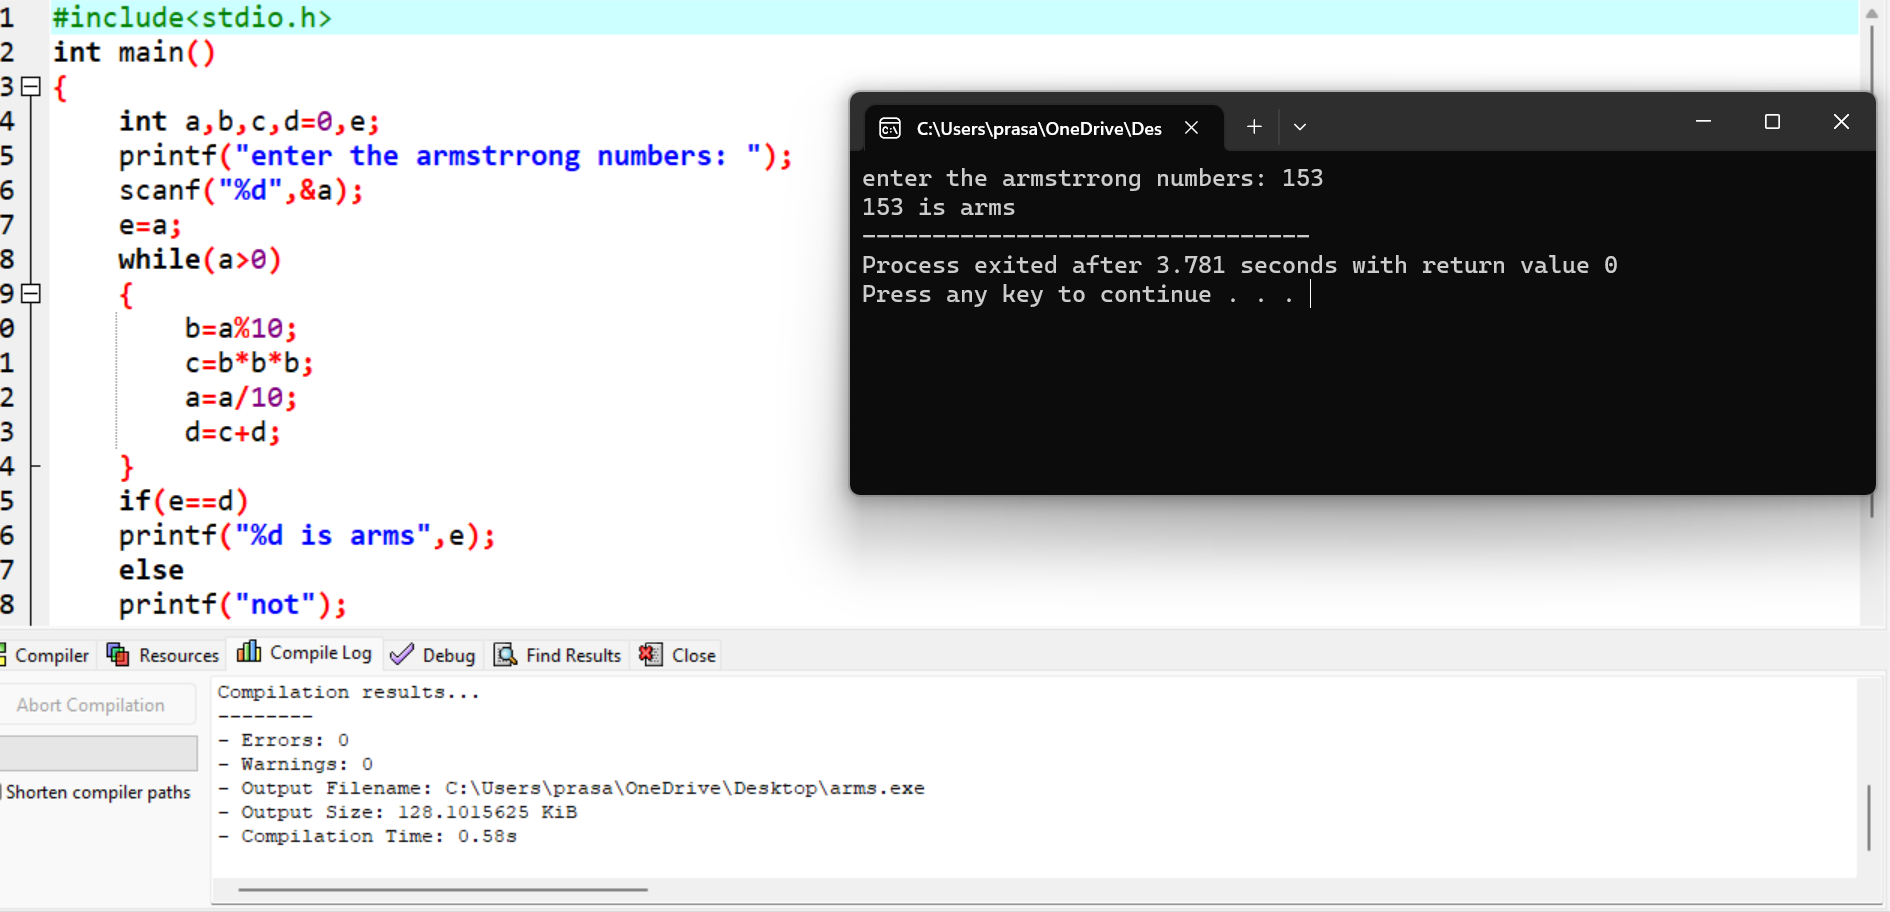 1 #include<stdio.h>
2 int main()
3 {
4 int a,b,c,d=0,e;
5 printf("enter the armstrrong numbers: ");
6 scanf("%d",&a);
7 e=a;
8 while(a>0)
9 {
0 b=a%10;
1 c=b*b*b;
2 a=a/10;
3 d=c+d;
4 }
5 if(e==d)
6 printf("%d is arms",e);
7 else
8 printf("not");
C:\Users\prasa\OneDrive\Des
enter the armstrrong numbers: 153
153 is arms
--------------------------------
Process exited after 3.781 seconds with return value 0
Press any key to continue . . .
Compiler Resources Compile Log Debug Find Results Close
Abort Compilation
Shorten compiler paths
Compilation results...
--------
- Errors: 0
- Warnings: 0
- Output Filename: C:\Users\prasa\OneDrive\Desktop\arms.exe
- Output Size: 128.1015625 KiB
- Compilation Time: 0.58s